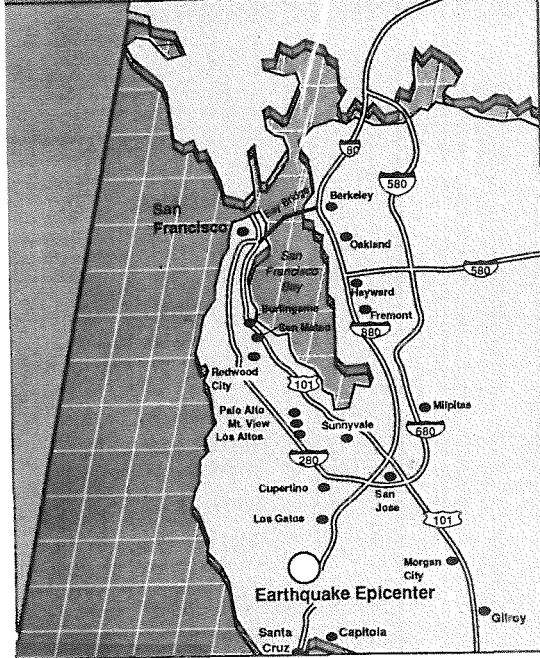 80
580
Berkeley
San
Francisco
Bay Bridge
Oakland
San
Francisco
Bay
580
Hayward
Fremont
880
Burlingame
San Mateo
Redwood
City
101
Palo Alto
Mt. View
Los Altos
Sunnyvale
Milpitas
680
280
Cupertino
San
Jose
Los Gatos
101
Morgan
City
Earthquake Epicenter
Gilroy
Santa
Cruz
Capitola